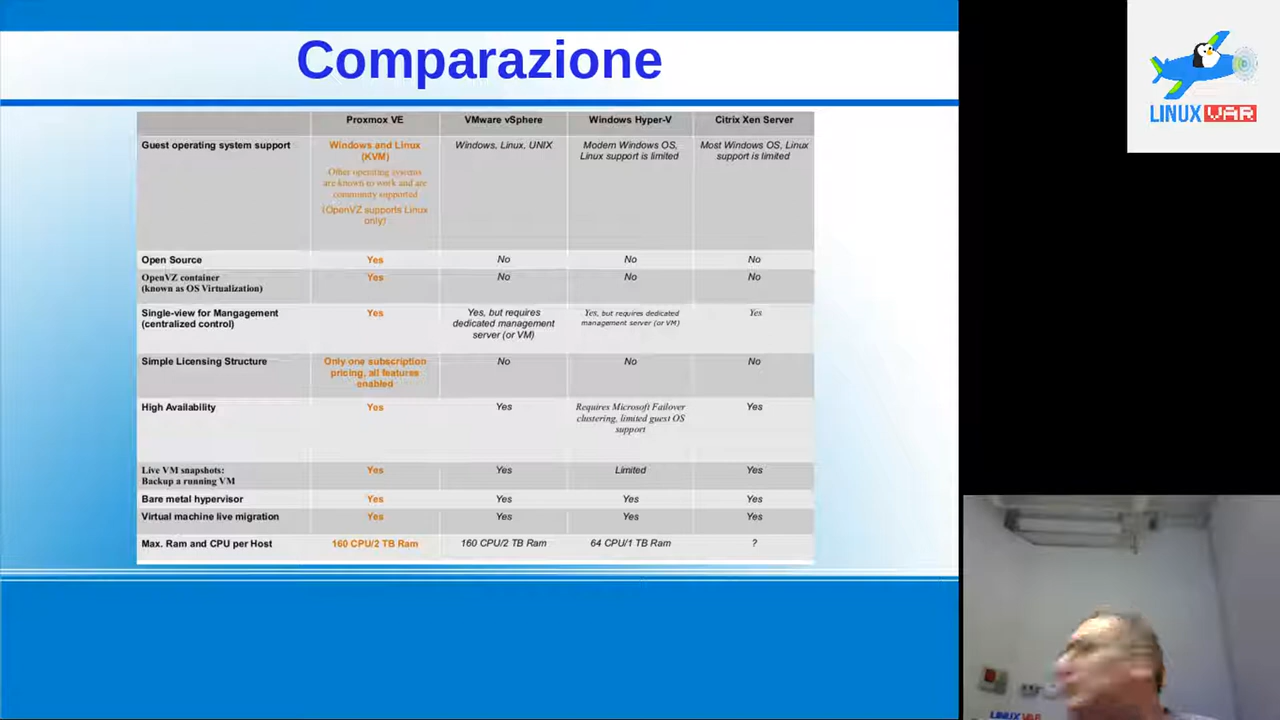 Comparazione
Proxmox VE VMware vSphere Windows Hyper-V Citrix Xen Server
Guest operating system support
Windows and Linux
(KVM)
Other operating systems
are known to work and are
community supported
(OpenVZ supports Linux
only)
Windows, Linux, UNIX
Modern Windows OS,
Linux support is limited
Most Windows OS, Linux
support is limited
Open Source Yes No No No
OpenVZ container
(known as OS Virtualization)
Yes No No No
Single-view for Mangagement
(centralized control)
Yes
Yes, but requires
dedicated management
server (or VM)
Yes, but requires dedicated
management server (or VM)
Yes
Simple Licensing Structure
Only one subscription
pricing, all features
enabled
No No No
High Availability Yes Yes
Requires Microsoft Failover
clustering, limited guest OS
support
Yes
Live VM snapshots:
Backup a running VM
Yes Yes Limited Yes
Bare metal hypervisor Yes Yes Yes Yes
Virtual machine live migration Yes Yes Yes Yes
Max. Ram and CPU per Host 160 CPU/2 TB Ram 160 CPU/2 TB Ram 64 CPU/1 TB Ram ?
LINUX VAR
LINUX VAR